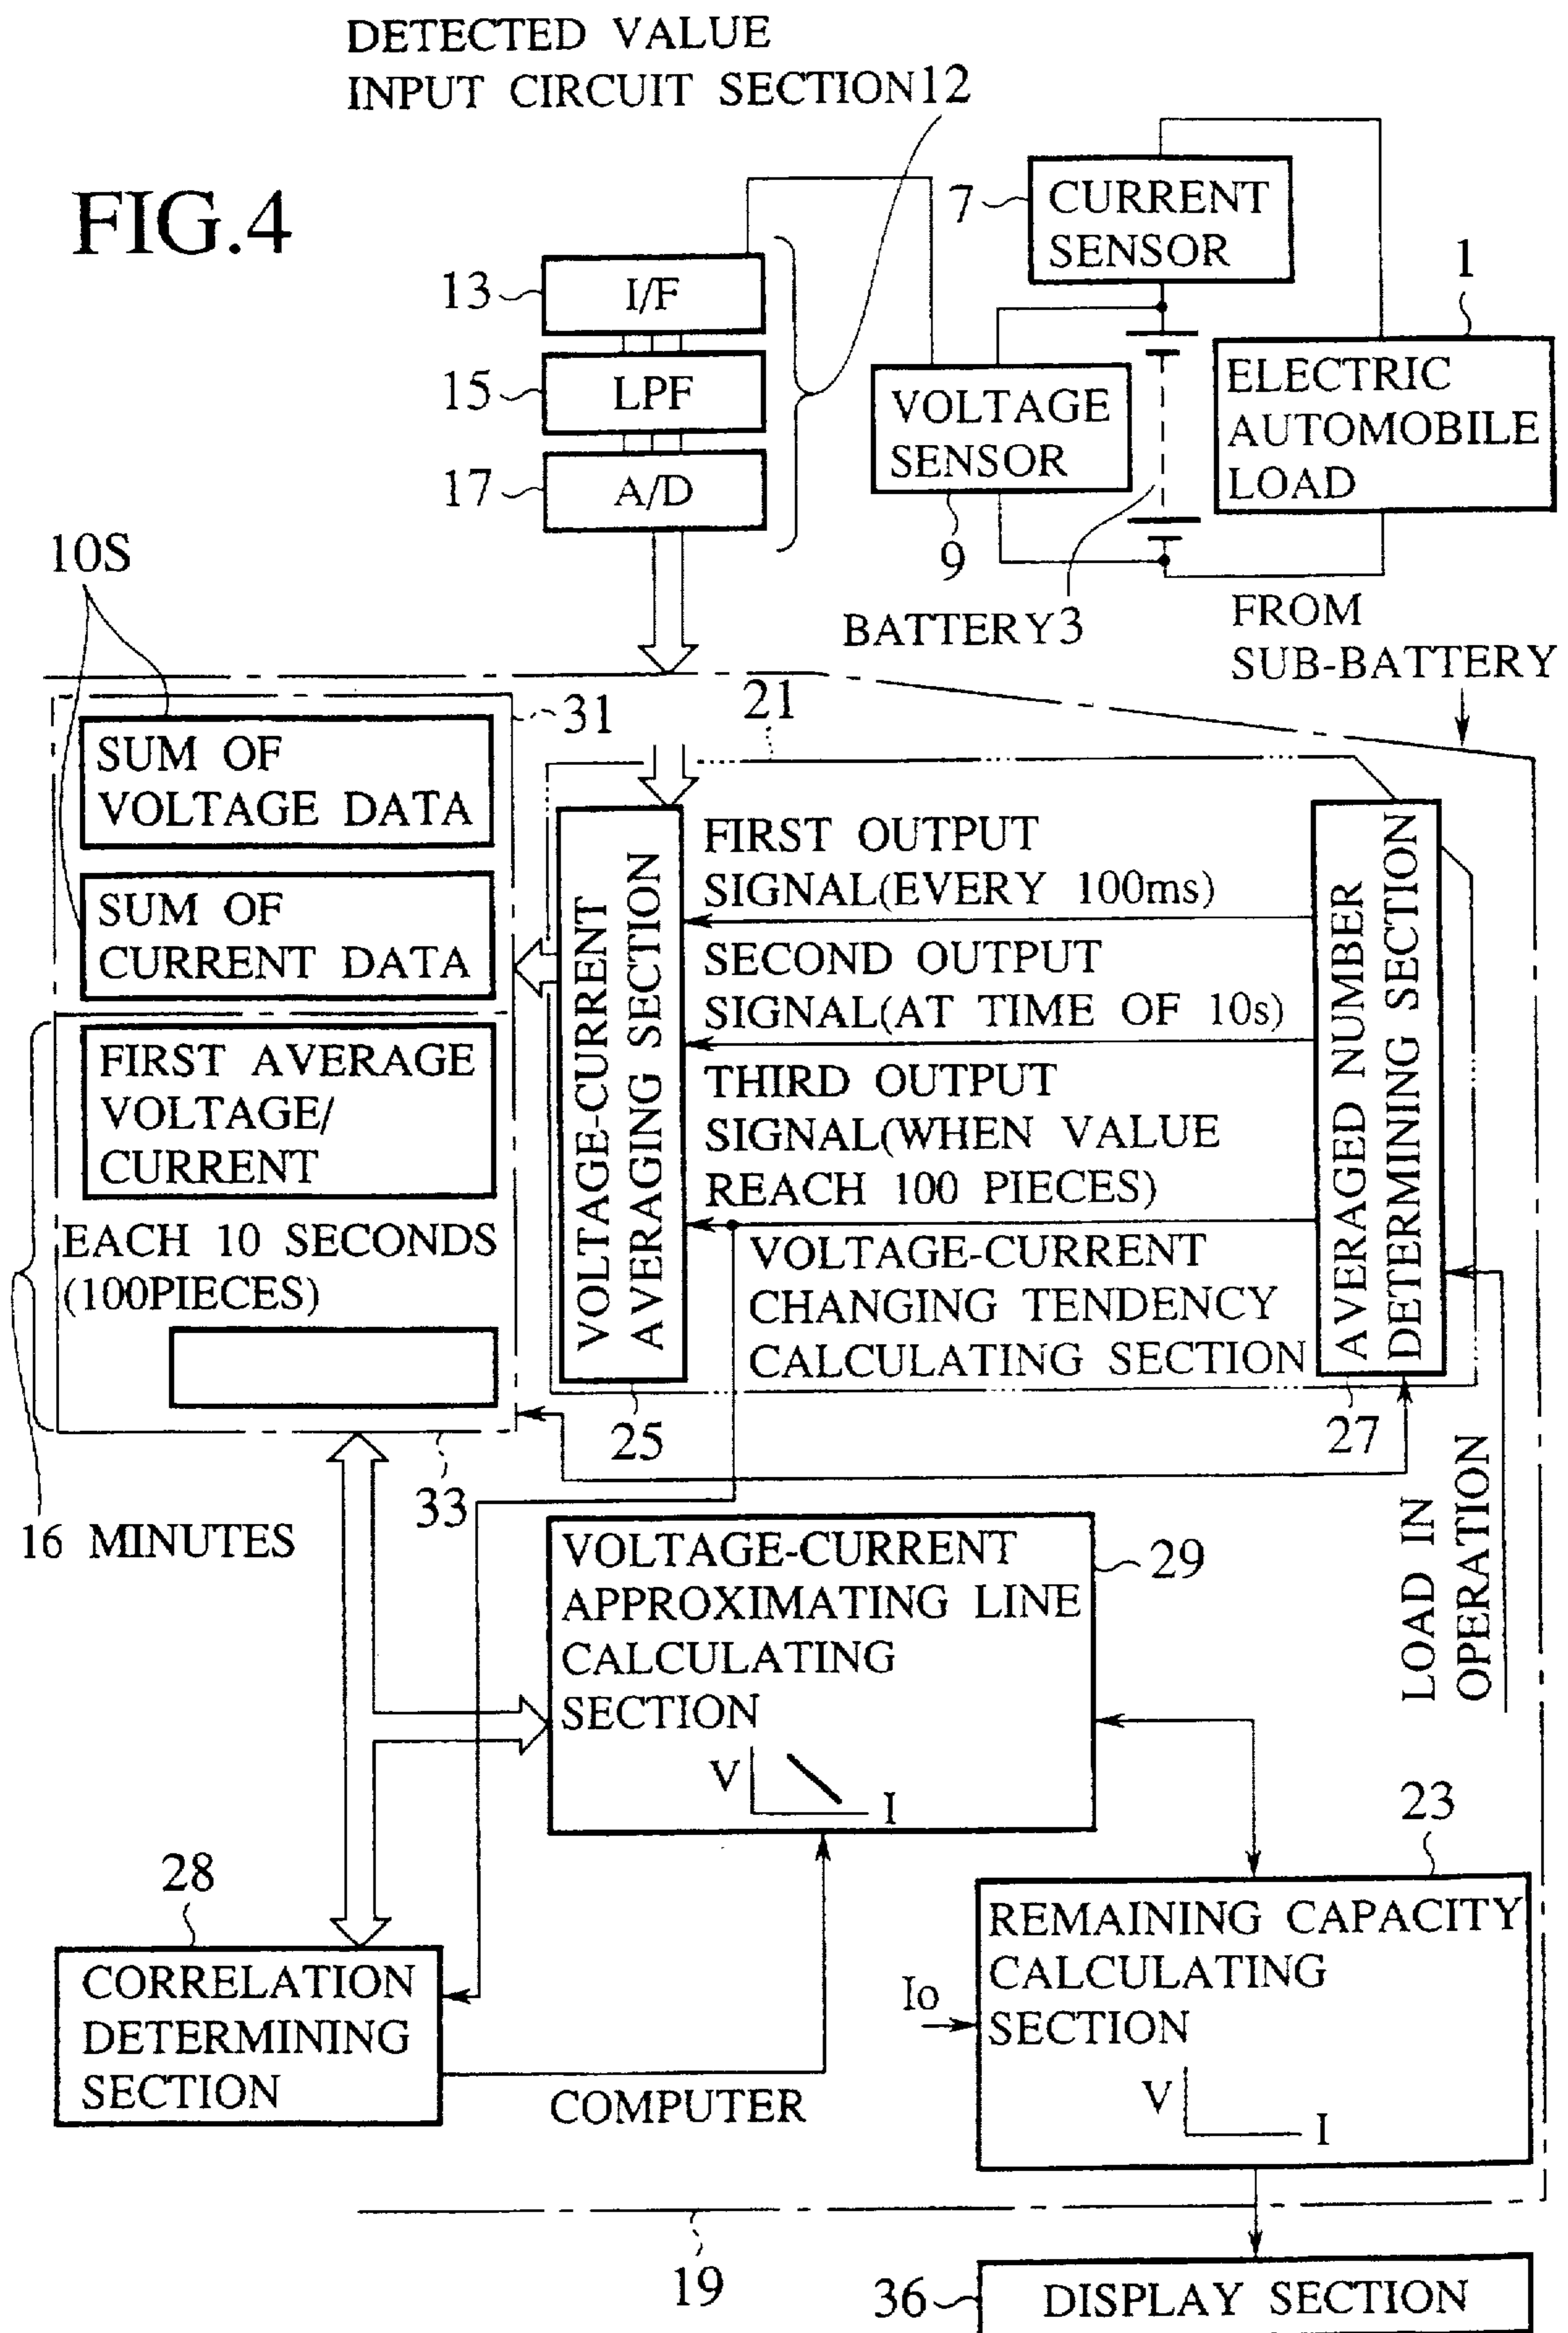 DETECTED VALUE
INPUT CIRCUIT SECTION12
FIG.4
7
CURRENT
SENSOR
1
13
I/F
15
LPF
17
A/D
VOLTAGE
SENSOR
9
ELECTRIC
AUTOMOBILE
LOAD
BATTERY3
FROM
SUB-BATTERY
10S
31
21
SUM OF
VOLTAGE DATA
SUM OF
CURRENT DATA
FIRST AVERAGE
VOLTAGE/
CURRENT
EACH 10 SECONDS
(100PIECES)
16 MINUTES
33
VOLTAGE-CURRENT
AVERAGING SECTION
25
FIRST OUTPUT
SIGNAL(EVERY 100ms)
SECOND OUTPUT
SIGNAL(AT TIME OF 10s)
THIRD OUTPUT
SIGNAL(WHEN VALUE
REACH 100 PIECES)
VOLTAGE-CURRENT
CHANGING TENDENCY
CALCULATING SECTION
AVERAGED NUMBER
DETERMINING SECTION
27
LOAD IN
OPERATION
VOLTAGE-CURRENT
APPROXIMATING LINE
CALCULATING
SECTION
V
I
29
23
28
CORRELATION
DETERMINING
SECTION
COMPUTER
Io
REMAINING CAPACITY
CALCULATING
SECTION
V
I
19
36
DISPLAY SECTION